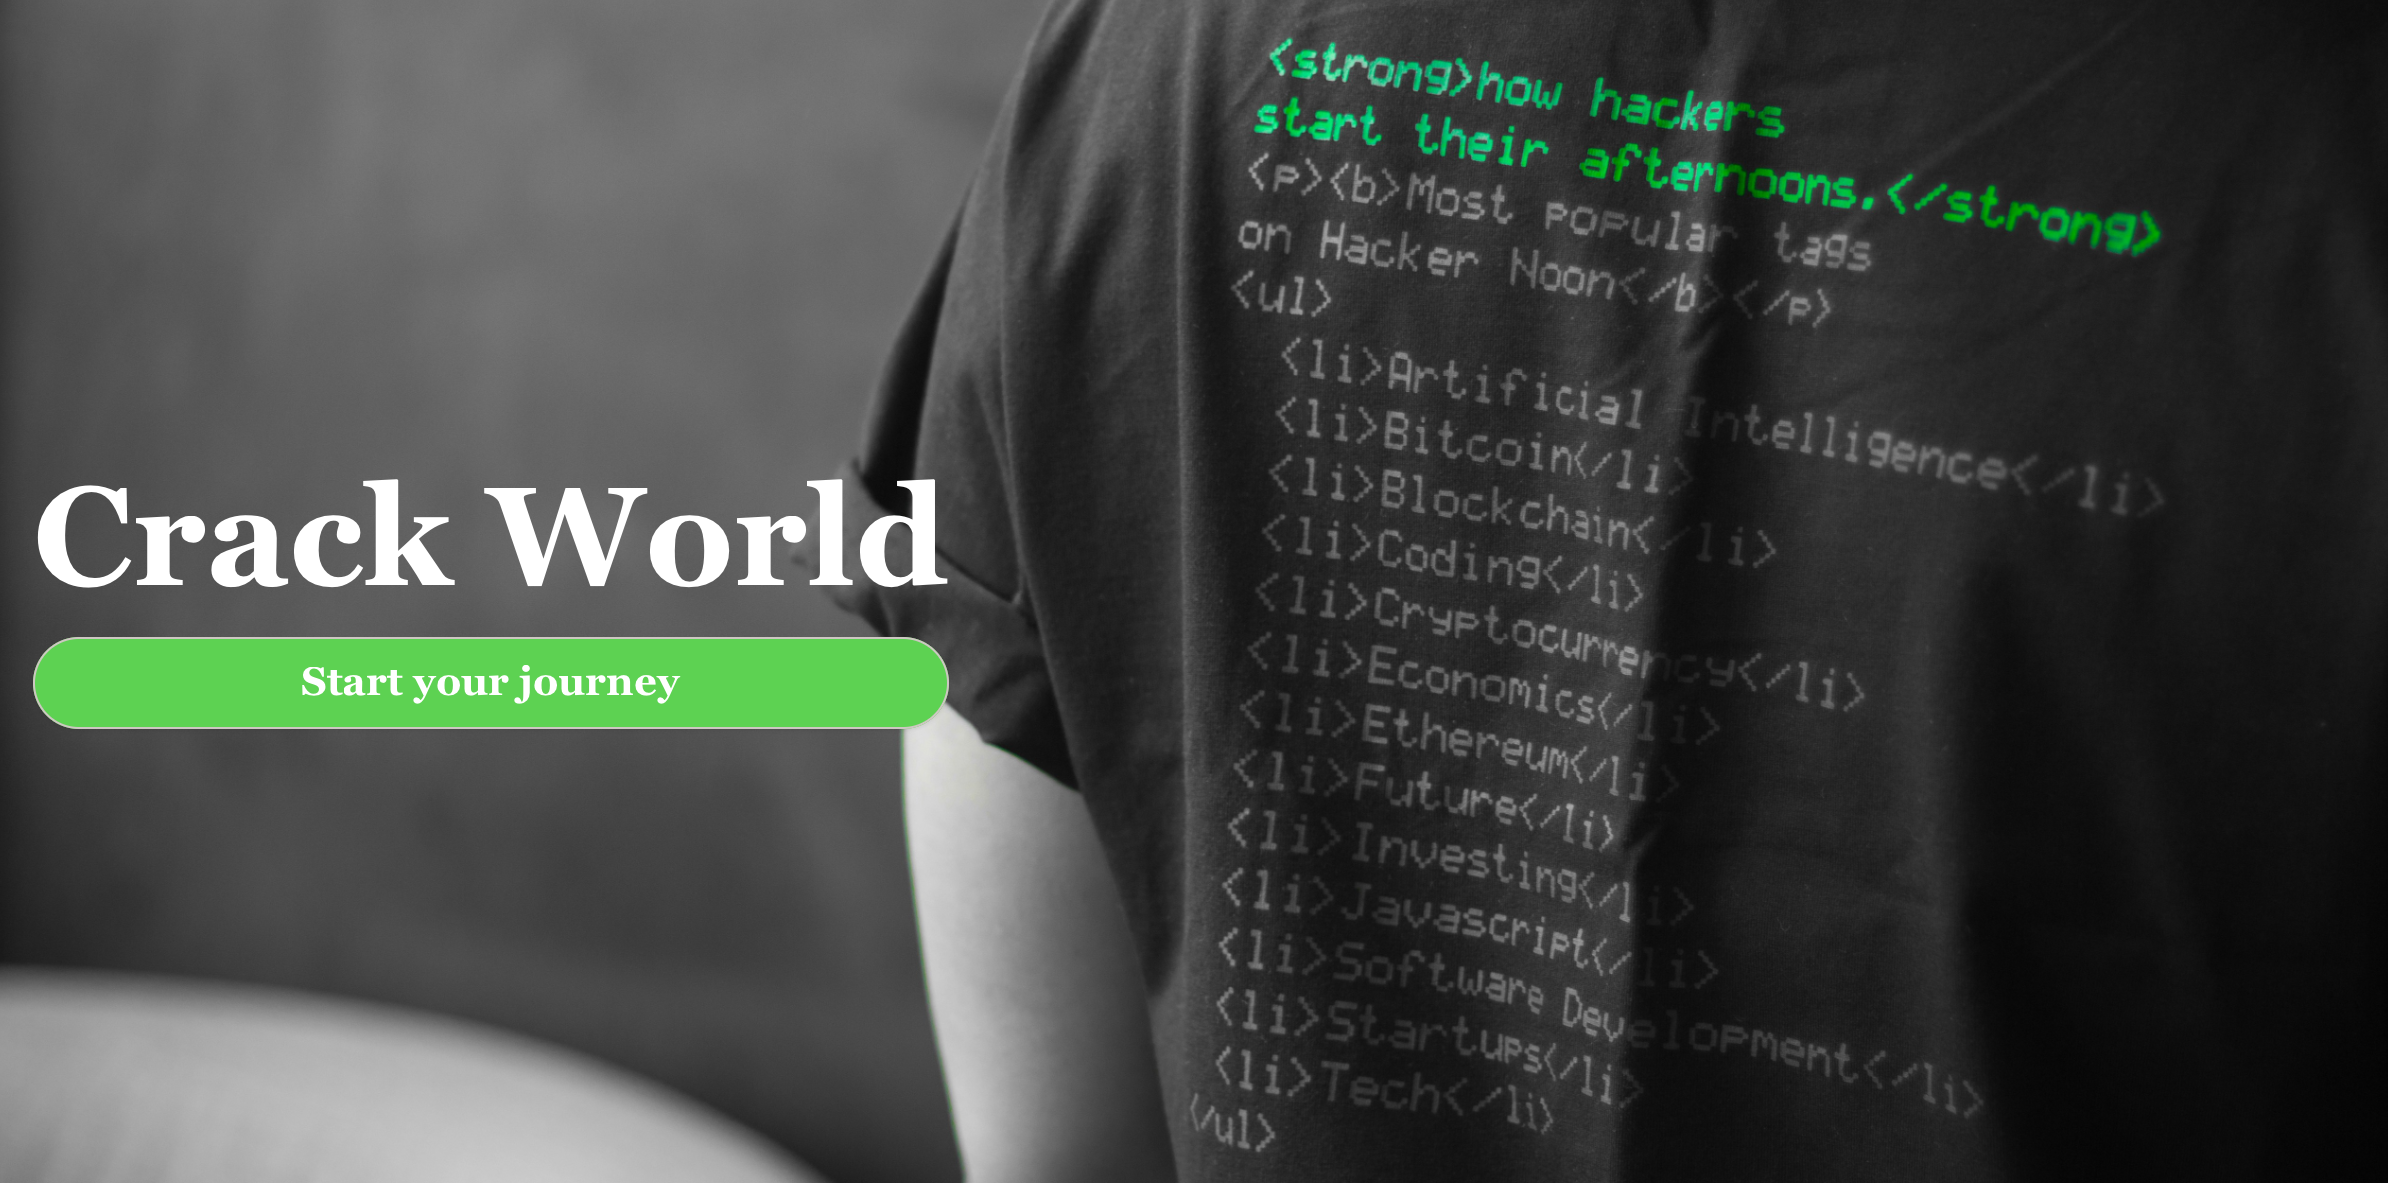 Crack World
Start your journey
<strong>how hackers
start their afternoons.</strong>
<p><b>Most popular tags
on Hacker Noon</b></p>
<ul>
<li>Artificial Intelligence</li>
<li>Bitcoin</li>
<li>Blockchain</li>
<li>Coding</li>
<li>Cryptocurrency</li>
<li>Economics</li>
<li>Ethereum</li>
<li>Future</li>
<li>Investing</li>
<li>Javascript</li>
<li>Software Development</li>
<li>Startups</li>
<li>Tech</li>
</ul>